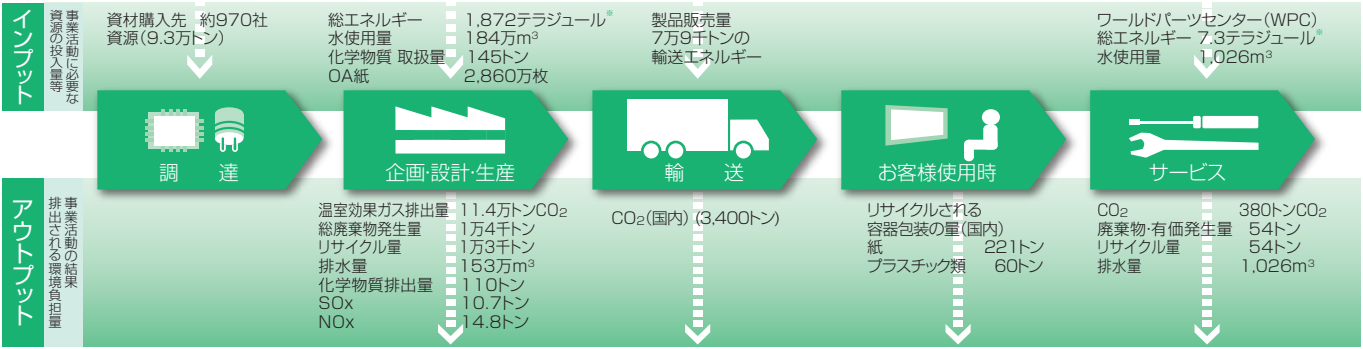 インプット
事業活動に必要な
資源の投入量等
資材購入先 約970社
資源(9.3万トン)
総エネルギー 1,872テラジュール※
水使用量 184万m³
化学物質 取扱量 145トン
OA紙 2,860万枚
製品販売量
7万9千トンの
輸送エネルギー
ワールドパーツセンター(WPC)
総エネルギー 7.3テラジュール※
水使用量 1,026m³
調 達
企画・設計・生産
輸 送
お客様使用時
サービス
アウトプット
事業活動の結果
排出される環境負担量
温室効果ガス排出量 11.4万トンCO₂
総廃棄物発生量 1万4千トン
リサイクル量 1万3千トン
排水量 153万m³
化学物質排出量 110トン
SOx 10.7トン
NOx 14.8トン
CO₂(国内) (3,400トン)
リサイクルされる
容器包装の量(国内)
紙 221トン
プラスチック類 60トン
CO₂ 380トンCO₂
廃棄物・有価発生量 54トン
リサイクル量 54トン
排水量 1,026m³